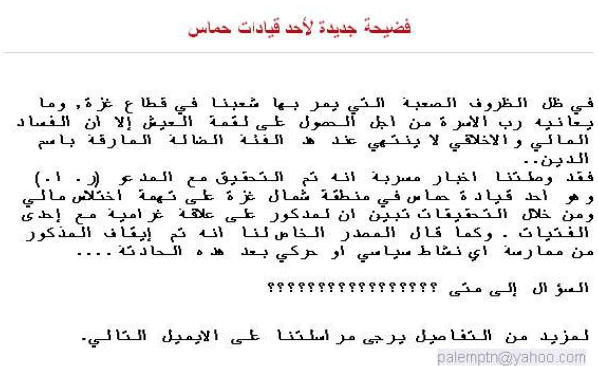 فضيحة جديدة لأحد قيادات حماس
في ظل الظروف الصعبة التي يمر بها شعبنا في قطاع غزة, وما
يعانيه رب الاسرة من اجل الصول على لقمة العيش إلا ان الفساد
المالي والاخلاقي لا ينتهي عند هد الفئة الضالة المارقة باسم
الدين..
فقد وصلتنا اخبار مسربة انه تم التحقيق مع المدعو (ر. ا.)
وهو احد قيادة حماس في منطقة شمال غزة على تهمة اختلاس مالي
ومن خلال التحقيقات تبين ان لمدكور على علاقة غرامية مع إحدى
الفتيات . وكما قال المصدر الخاص لنا انه تم إيقاف المذكور
من ممارسة اي نشاط سياسي او حركي بعد هده الحادثة....
السؤال إلى متى ؟؟؟؟؟؟؟؟؟؟؟؟؟؟؟؟؟
لمزيد من التفاصيل يرجى مراسلتنا على الايميل التالي.
palemptn@yahoo.com